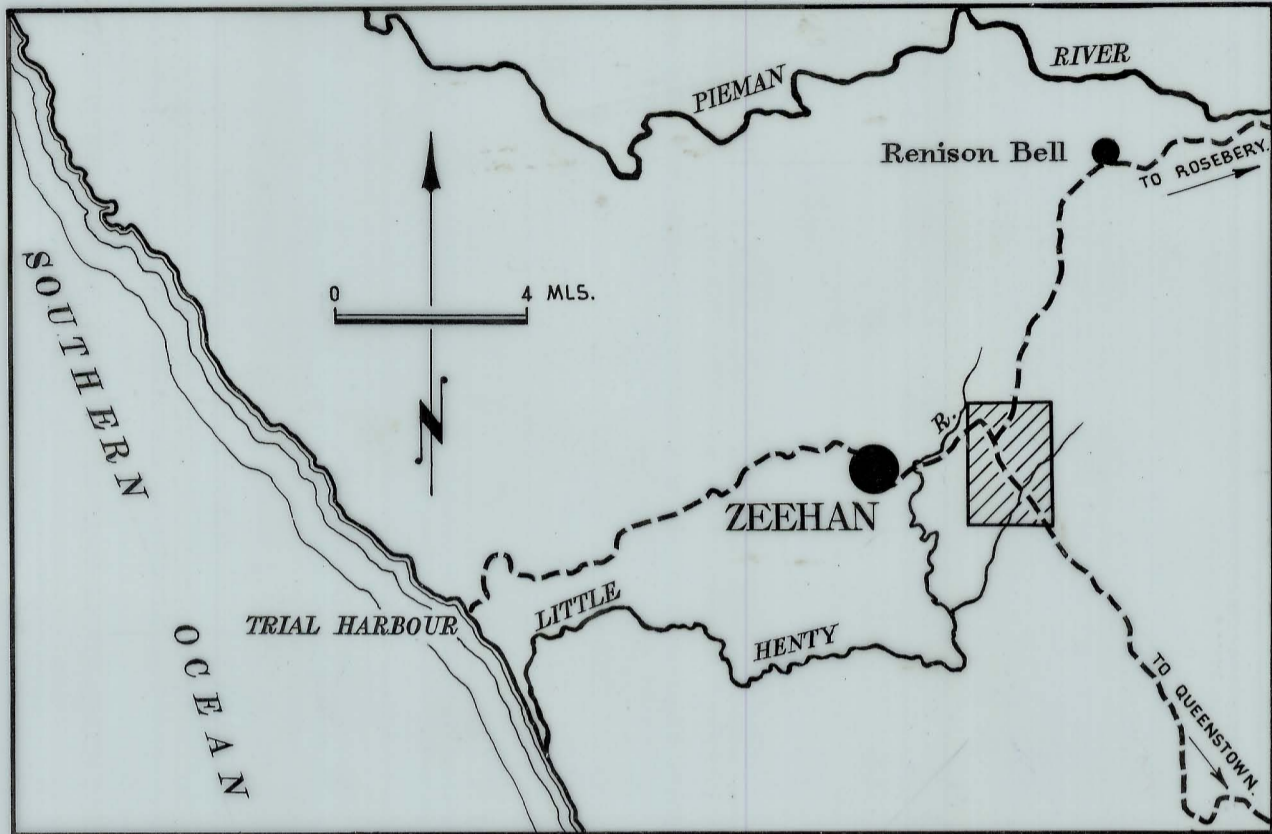 PIEMAN RIVER
Renison Bell
TO ROSEBERY.
SOUTHERN OCEAN
0 4 MLS.
N
R.
ZEEHAN
TRIAL HARBOUR
LITTLE HENTY
TO QUEENSTOWN.